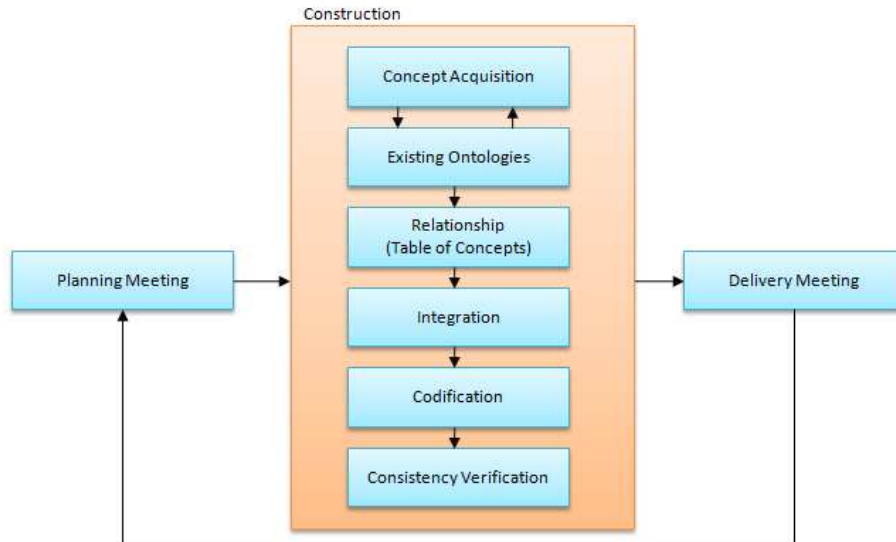 Construction
Concept Acquisition
Existing Ontologies
Relationship
(Table of Concepts)
Planning Meeting
Delivery Meeting
Integration
Codification
Consistency Verification